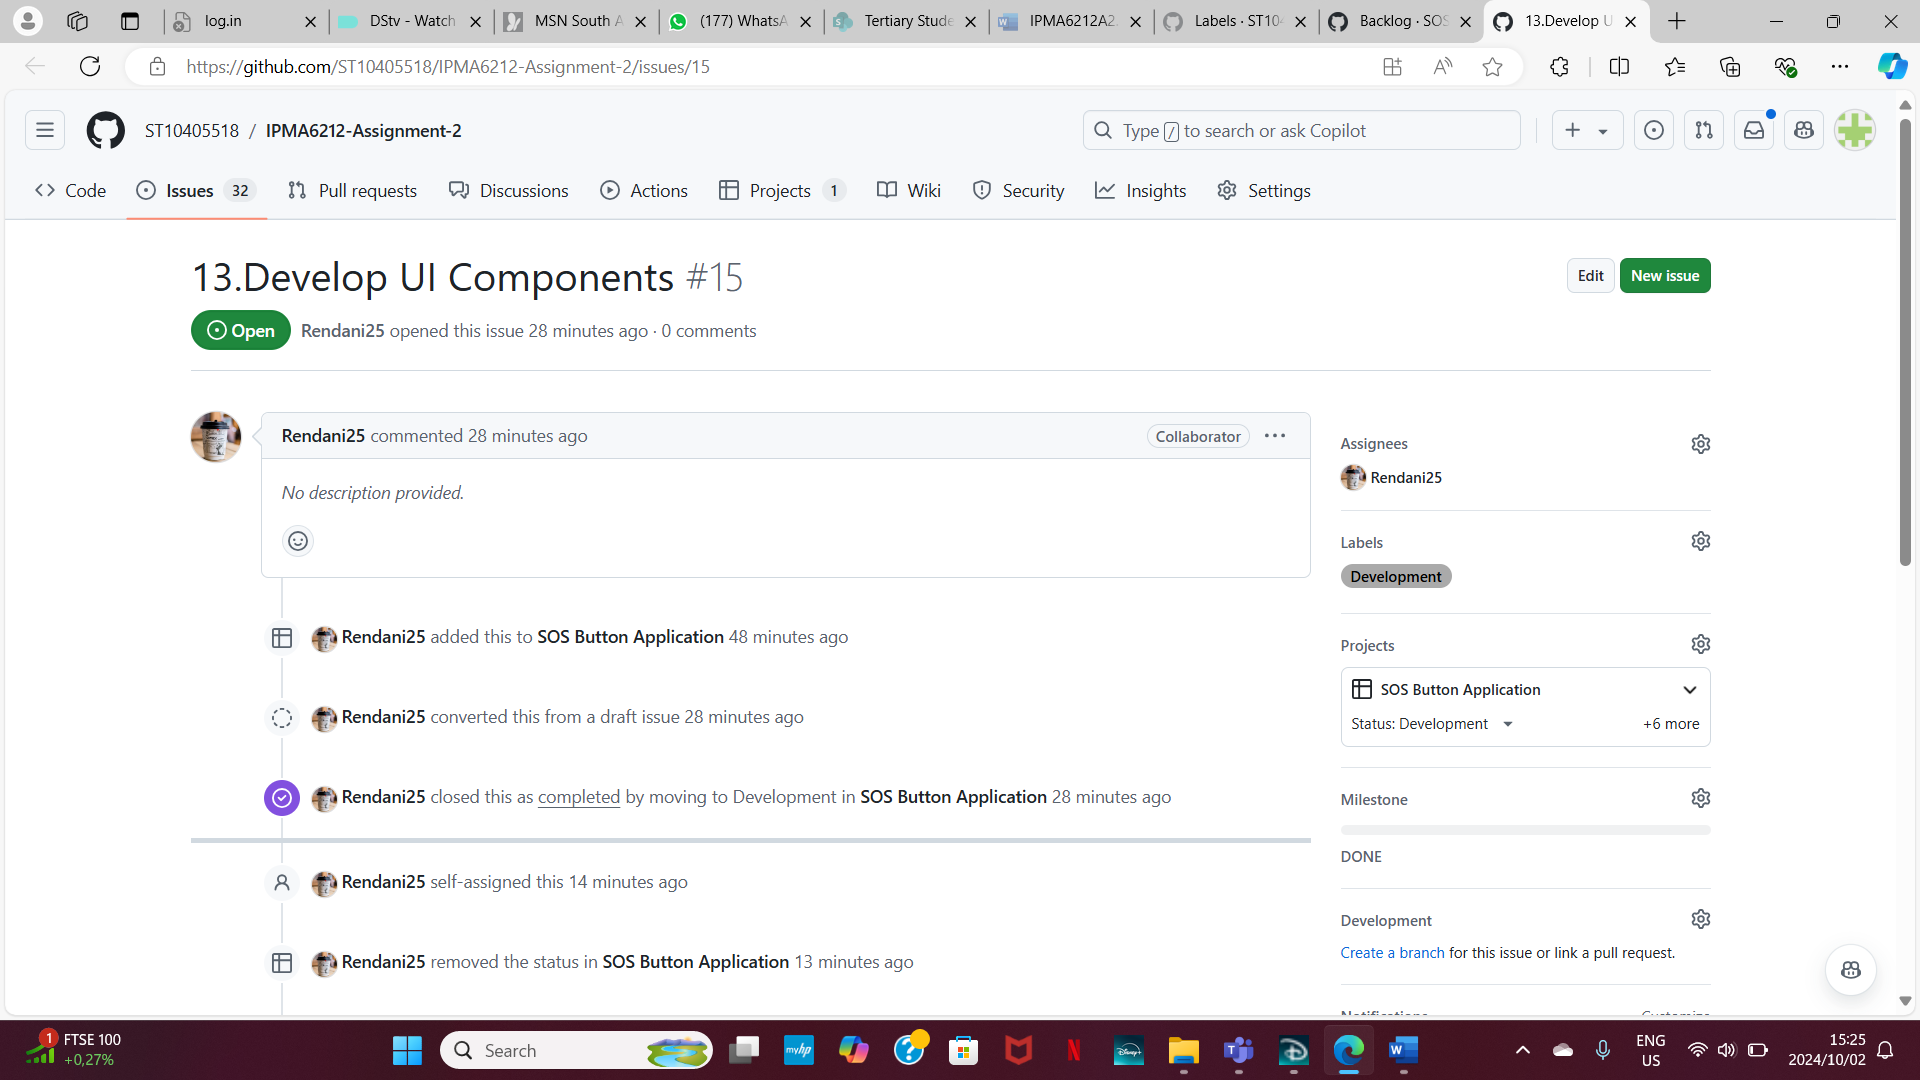 log.in
DStv - Watch
MSN South A
(177) WhatsA
Tertiary Stude
IPMA6212A2.
Labels · ST104
Backlog · SOS
13.Develop U
https://github.com/ST10405518/IPMA6212-Assignment-2/issues/15
ST10405518 / IPMA6212-Assignment-2
Type / to search or ask Copilot
Code
Issues 32
Pull requests
Discussions
Actions
Projects 1
Wiki
Security
Insights
Settings
13.Develop UI Components #15
Edit
New issue
Open
Rendani25 opened this issue 28 minutes ago · 0 comments
Rendani25 commented 28 minutes ago
Collaborator
No description provided.
Rendani25 added this to SOS Button Application 48 minutes ago
Rendani25 converted this from a draft issue 28 minutes ago
Rendani25 closed this as completed by moving to Development in SOS Button Application 28 minutes ago
Rendani25 self-assigned this 14 minutes ago
Rendani25 removed the status in SOS Button Application 13 minutes ago
Assignees
Rendani25
Labels
Development
Projects
SOS Button Application
Status: Development
+6 more
Milestone
DONE
Development
Create a branch for this issue or link a pull request.
Notifications
Customize
1
FTSE 100
+0,27%
Search
myhp
Disney+
ENG
US
15:25
2024/10/02